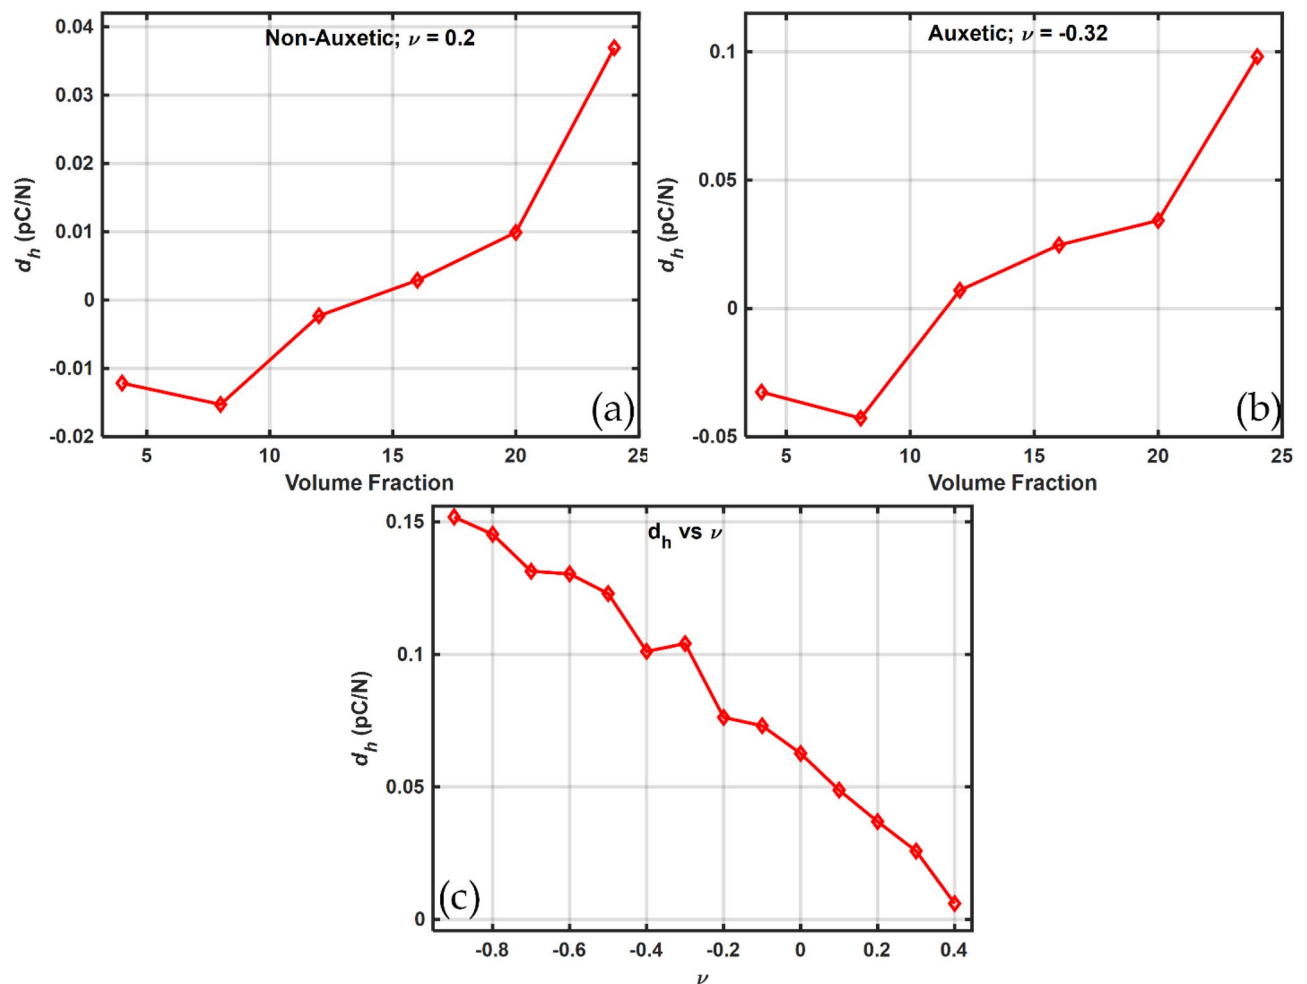 Non-Auxetic; ν = 0.2
0.04
0.03
0.02
0.01
0
-0.01
-0.02
d_h (pC/N)
5 10 15 20 25
Volume Fraction
(a)
Auxetic; ν = -0.32
0.1
0.05
0
-0.05
d_h (pC/N)
5 10 15 20 25
Volume Fraction
(b)
d_h vs ν
0.15
0.1
0.05
0
d_h (pC/N)
-0.8 -0.6 -0.4 -0.2 0 0.2 0.4
ν
(c)